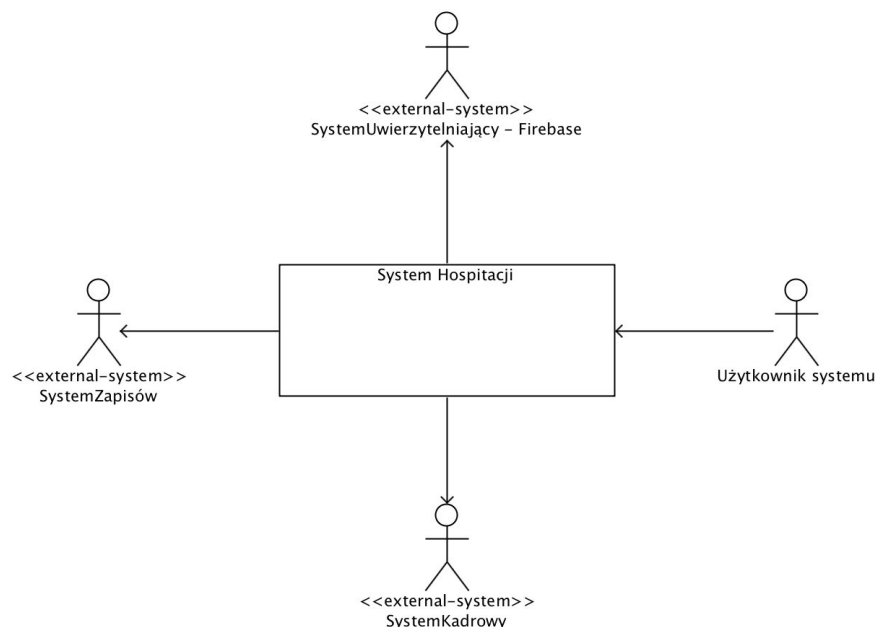 <<external-system>>
SystemUwierzytelniający - Firebase
System Hospitacji
<<external-system>>
SystemZapisów
Użytkownik systemu
<<external-system>>
SystemKadrowy